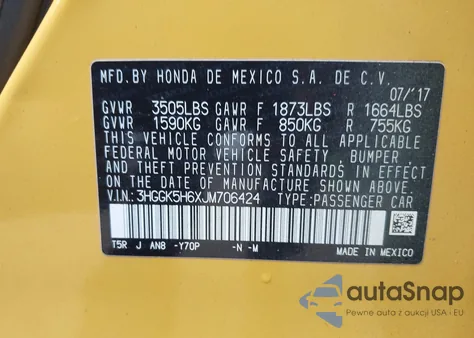 MFD.BY HONDA DE MEXICO S.A. DE C.V.
07/'17
GVWR 3505LBS GAWR F 1873LBS R 1664LBS
GVWR 1590KG GAWR F 850KG R 755KG
THIS VEHICLE CONFORMS TO ALL APPLICABLE
FEDERAL MOTOR VEHICLE SAFETY, BUMPER, AND
THEFT PREVENTION STANDARDS IN EFFECT ON
THE DATE OF MANUFACTURE SHOWN ABOVE.
V.I.N.: 3HGGK5H6XJM706424 TYPE:PASSENGER CAR
T5R J AN8 -Y70P -N -M
MADE IN MEXICO
autoSnap
Pewne auto z aukcji USA - EU